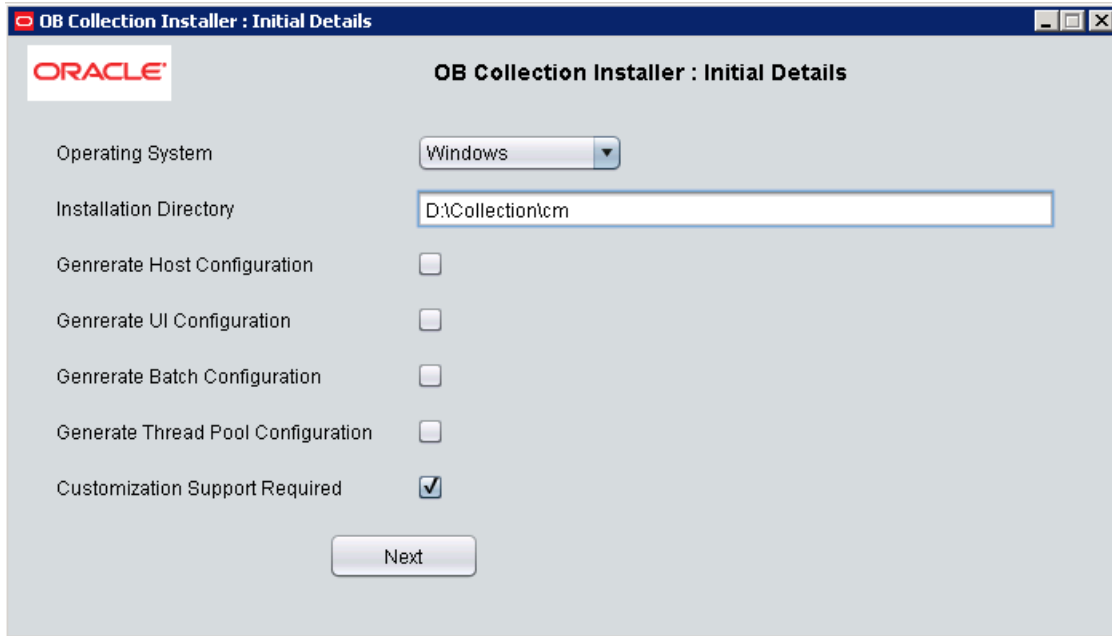 OB Collection Installer : Initial Details
ORACLE®
OB Collection Installer : Initial Details
Operating System
Windows
Installation Directory
D:\Collection\cm
Genrerate Host Configuration
Genrerate UI Configuration
Genrerate Batch Configuration
Generate Thread Pool Configuration
Customization Support Required
Next